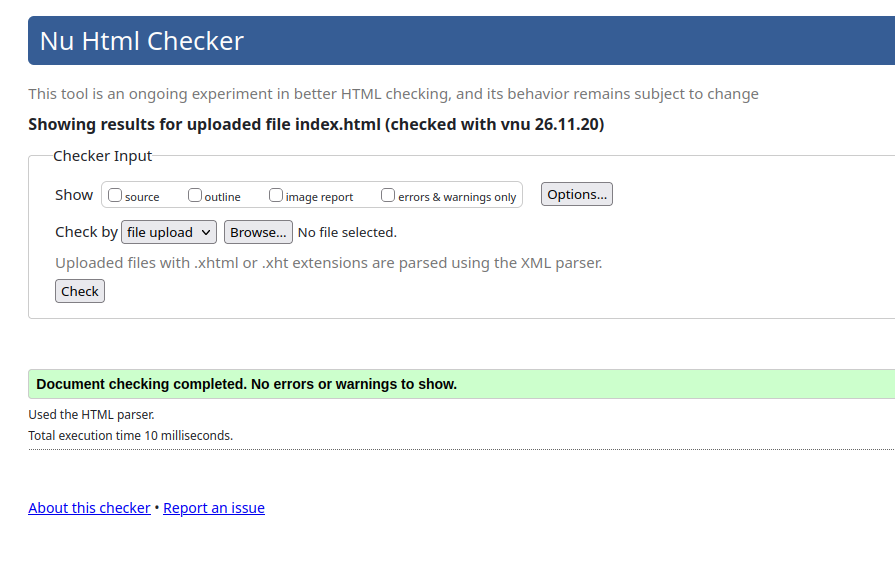 Nu Html Checker
This tool is an ongoing experiment in better HTML checking, and its behavior remains subject to change
Showing results for uploaded file index.html (checked with vnu 26.11.20)
Checker Input
Show source outline image report errors & warnings only Options...
Check by file upload Browse... No file selected.
Uploaded files with .xhtml or .xht extensions are parsed using the XML parser.
Check
Document checking completed. No errors or warnings to show.
Used the HTML parser.
Total execution time 10 milliseconds.
About this checker • Report an issue